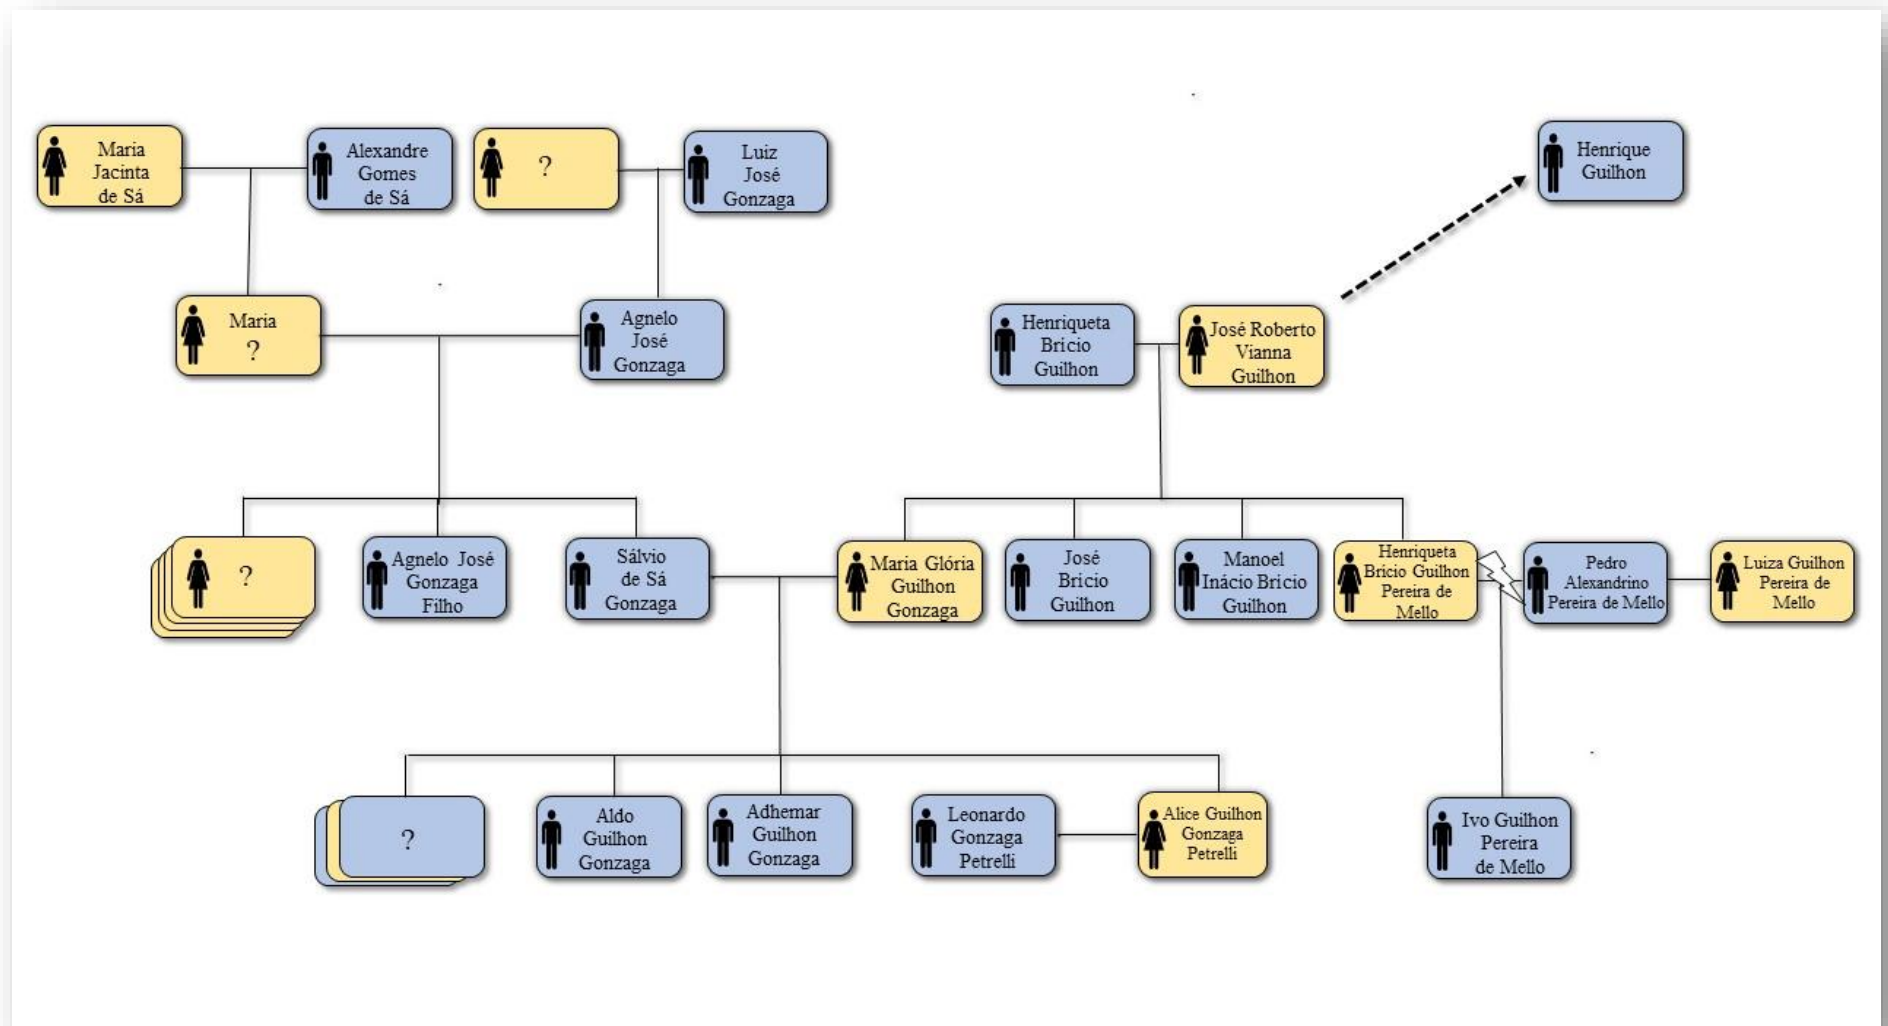 Maria
Jacinta
de Sá
Alexandre
Gomes
de Sá
?
Luiz
José
Gonzaga
Henrique
Guilhon
Maria
?
Agnelo
José
Gonzaga
Henriqueta
Brício
Guilhon
José Roberto
Vianna
Guilhon
?
Agnelo José
Gonzaga
Filho
Sálvio
de Sá
Gonzaga
Maria Glória
Guilhon
Gonzaga
José
Brício
Guilhon
Manoel
Inácio Brício
Guilhon
Henriqueta
Brício Guilhon
Pereira de
Mello
Pedro
Alexandrino
Pereira de Mello
Luiza Guilhon
Pereira de
Mello
?
Aldo
Guilhon
Gonzaga
Adhemar
Guilhon
Gonzaga
Leonardo
Gonzaga
Petrelli
Alice Guilhon
Gonzaga
Petrelli
Ivo Guilhon
Pereira
de Mello